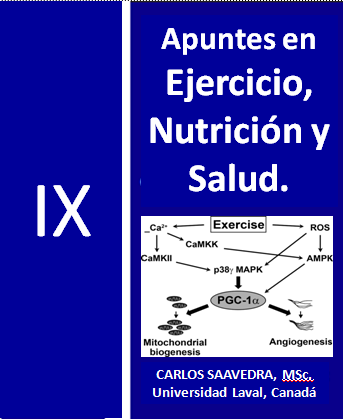 IX
Apuntes en
Ejercicio,
Nutrición y
Salud.
Exercise
_Ca²⁺
ROS
CaMKK
CaMKII
AMPK
p38γ MAPK
PGC-1α
Mitochondrial
biogenesis
Angiogenesis
CARLOS SAAVEDRA, MSc.
Universidad Laval, Canadá